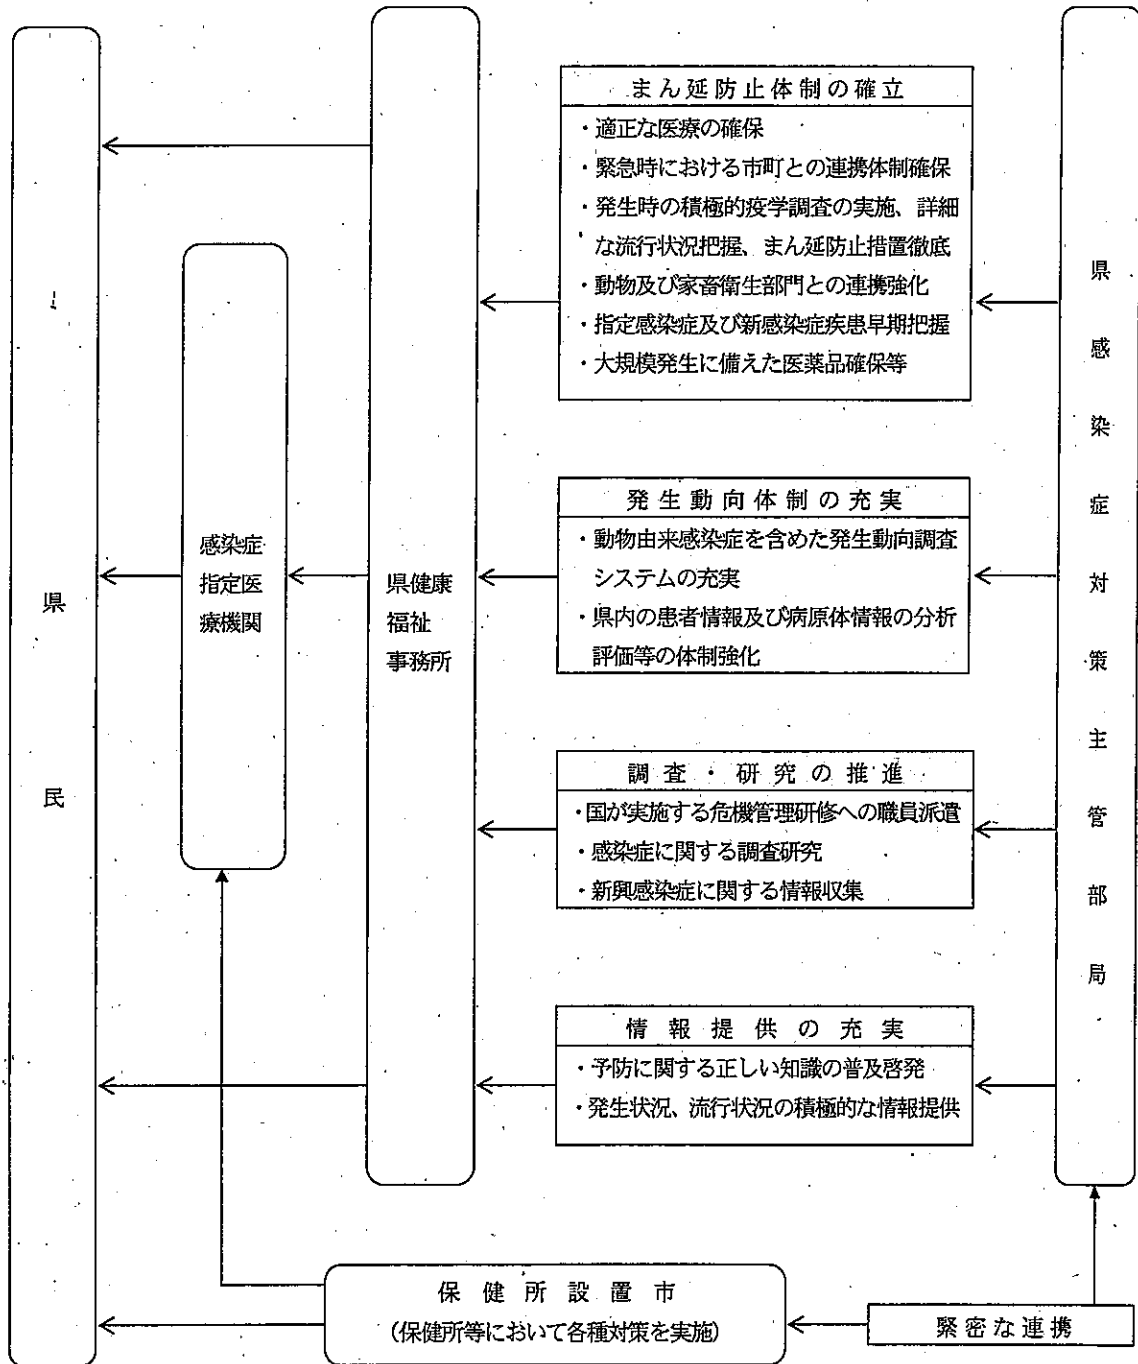 まん延防止体制の確立
・適正な医療の確保
・緊急時における市町との連携体制確保
・発生時の積極的疫学調査の実施、詳細
な流行状況把握、まん延防止措置徹底
・動物及び家畜衛生部門との連携強化
・指定感染症及び新感染症疾患早期把握
・大規模発生に備えた医薬品確保等
発生動向体制の充実
・動物由来感染症を含めた発生動向調査
システムの充実
・県内の患者情報及び病原体情報の分析
評価等の体制強化
調査・研究の推進
・国が実施する危機管理研修への職員派遣
・感染症に関する調査研究
・新興感染症に関する情報収集
情報提供の充実
・予防に関する正しい知識の普及啓発
・発生状況、流行状況の積極的な情報提供
県感染症対策主管部局
県健康
福祉
事務所
感染症
指定医
療機関
県民
保健所設置市
(保健所等において各種対策を実施)
緊密な連携